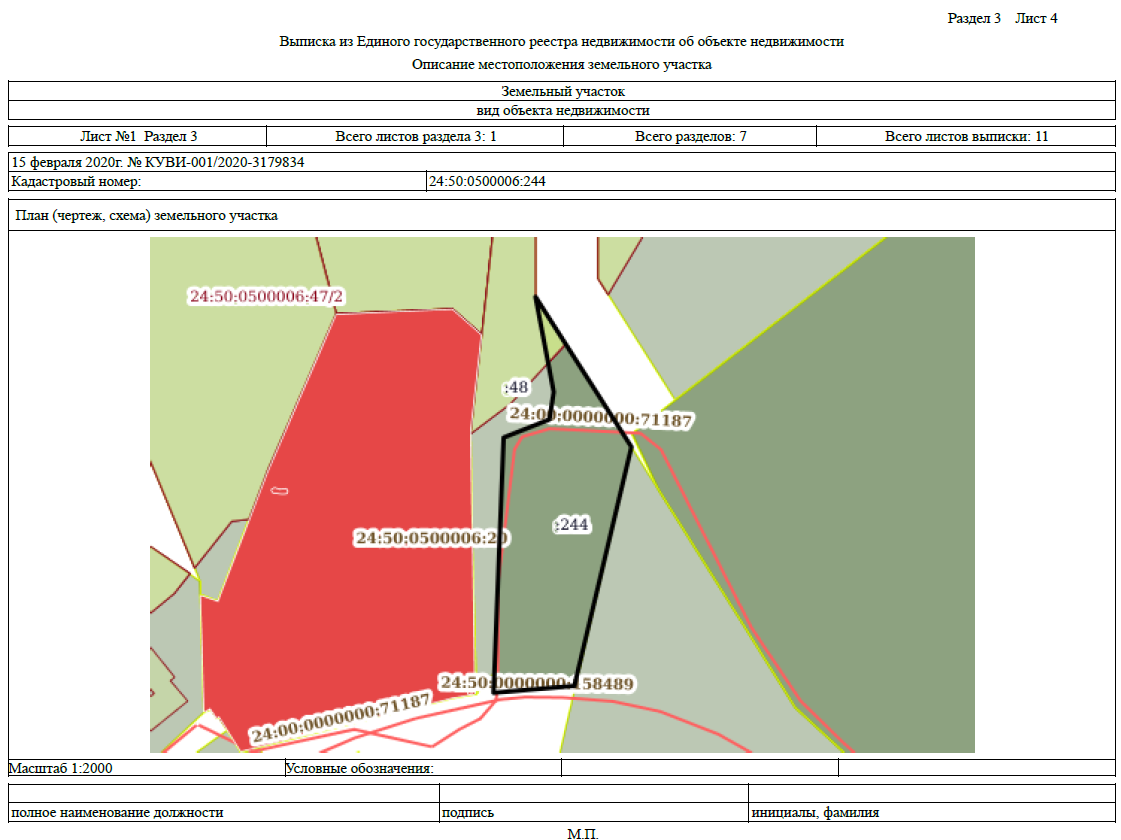 Раздел 3 Лист 4
Выписка из Единого государственного реестра недвижимости об объекте недвижимости
Описание местоположения земельного участка
Земельный участок
вид объекта недвижимости
Лист №1 Раздел 3 Всего листов раздела 3: 1 Всего разделов: 7 Всего листов выписки: 11
15 февраля 2020г. № КУВИ-001/2020-3179834
Кадастровый номер: 24:50:0500006:244
План (чертеж, схема) земельного участка
24:50:0500006:47/2
:48
24:00:0000000:71187
:244
24:50:0500006:20
24:50:0000000:158489
24:00:0000000:71187
Масштаб 1:2000 Условные обозначения:
полное наименование должности подпись инициалы, фамилия
М.П.